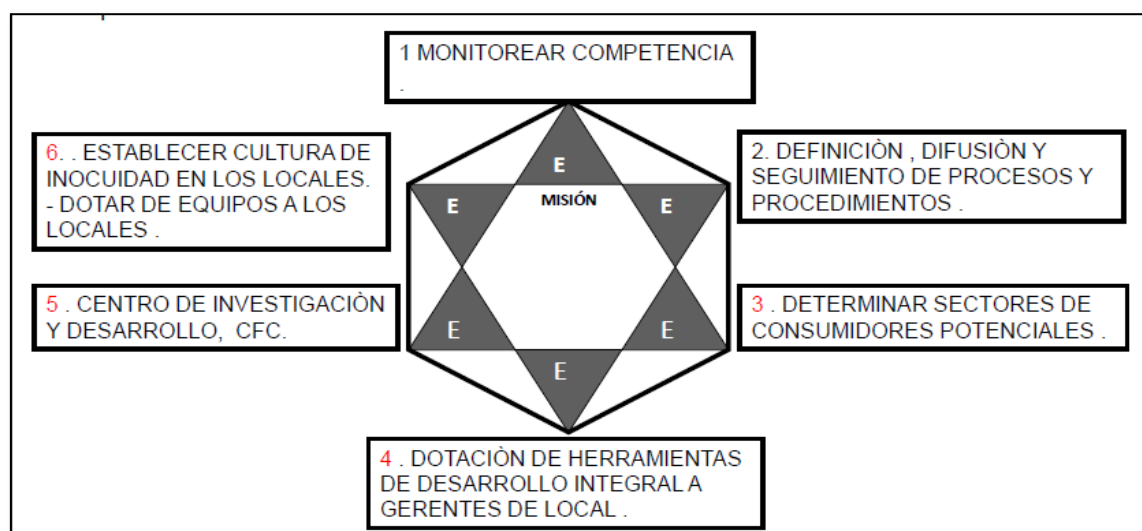 1 MONITOREAR COMPETENCIA
.
6. . ESTABLECER CULTURA DE
INOCUIDAD EN LOS LOCALES.
- DOTAR DE EQUIPOS A LOS
LOCALES .
2. DEFINICIÒN , DIFUSIÒN Y
SEGUIMIENTO DE PROCESOS Y
PROCEDIMIENTOS .
E
MISIÓN
E
E
5 . CENTRO DE INVESTIGACIÒN
Y DESARROLLO, CFC.
3 . DETERMINAR SECTORES DE
CONSUMIDORES POTENCIALES .
E
E
E
4 . DOTACIÒN DE HERRAMIENTAS
DE DESARROLLO INTEGRAL A
GERENTES DE LOCAL .